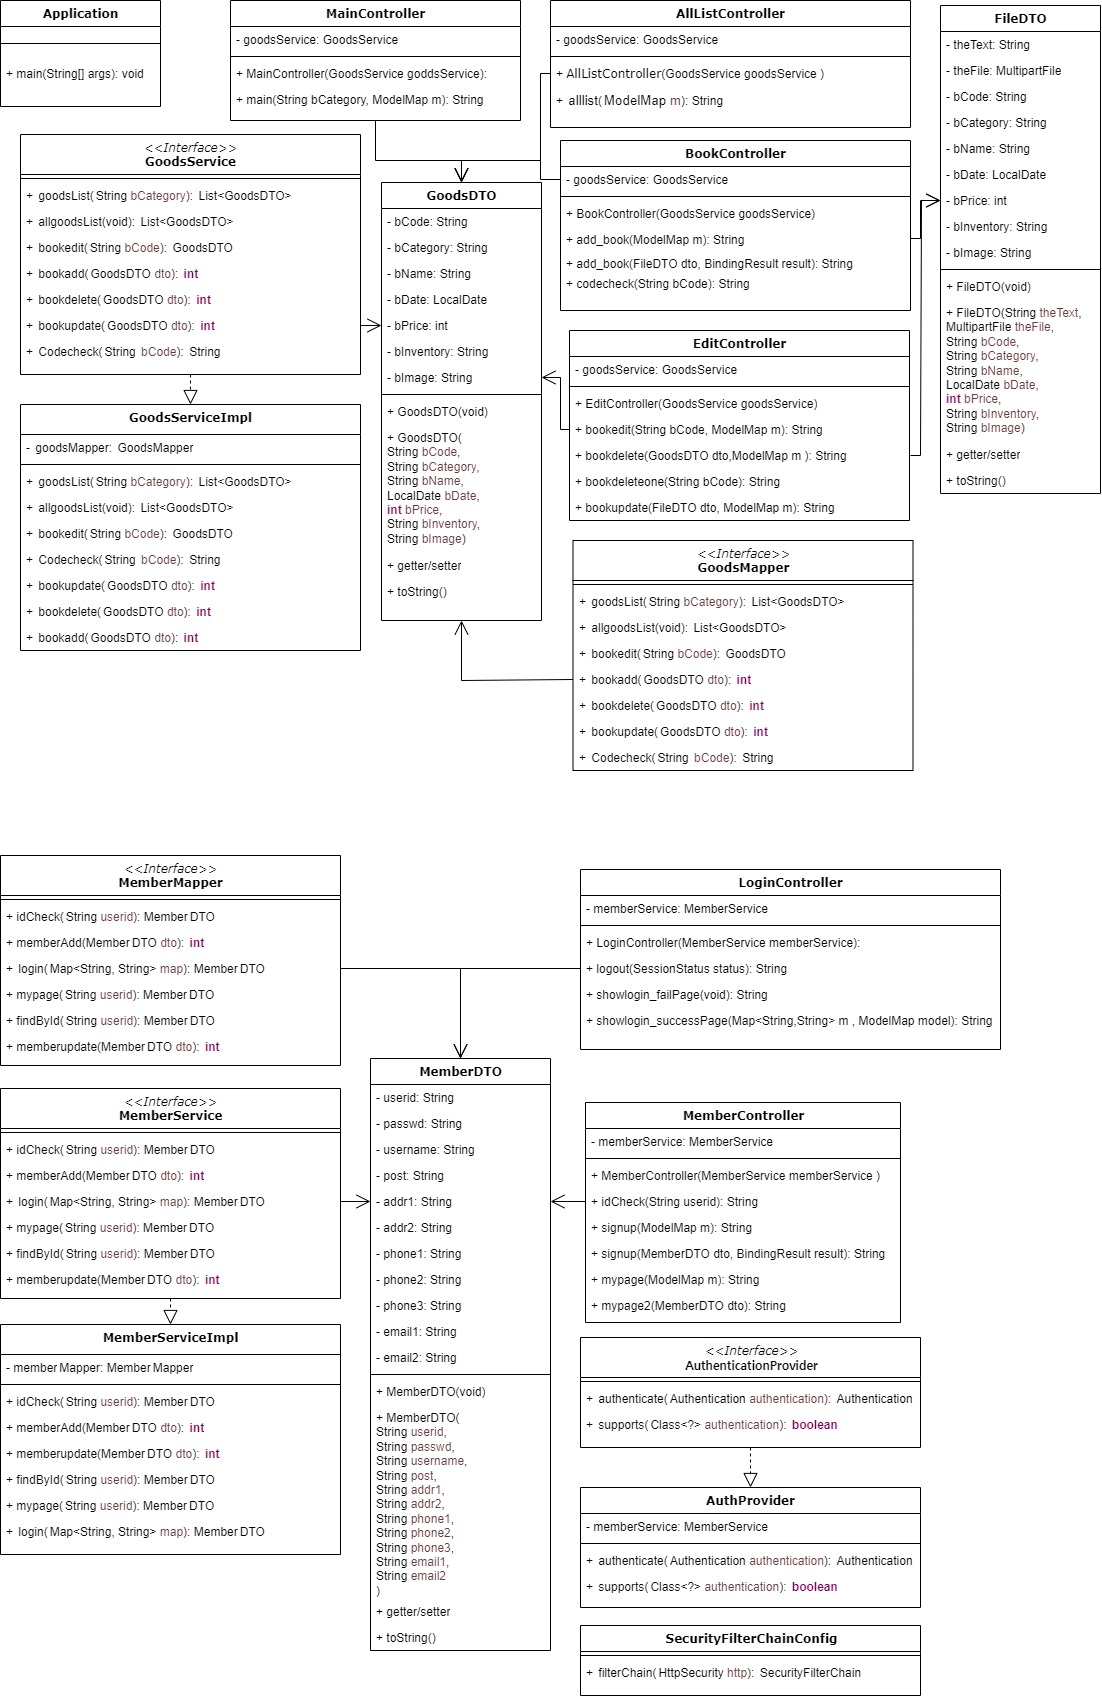 Application
+ main(String[] args): void
MainController
- goodsService: GoodsService
+ MainController(GoodsService goddsService):
+ main(String bCategory, ModelMap m): String
AllListController
- goodsService: GoodsService
+ AllListController(GoodsService goodsService )
+ alllist( ModelMap m): String
FileDTO
- theText: String
- theFile: MultipartFile
- bCode: String
- bCategory: String
- bName: String
- bDate: LocalDate
- bPrice: int
- bInventory: String
- bImage: String
+ FileDTO(void)
+ FileDTO(String theText,
MultipartFile theFile,
String bCode,
String bCategory,
String bName,
LocalDate bDate,
int bPrice,
String bInventory,
String bImage)
+ getter/setter
+ toString()
<<Interface>>
GoodsService
+ goodsList( String bCategory): List<GoodsDTO>
+ allgoodsList(void): List<GoodsDTO>
+ bookedit( String bCode): GoodsDTO
+ bookadd( GoodsDTO dto): int
+ bookdelete( GoodsDTO dto): int
+ bookupdate( GoodsDTO dto): int
+ Codecheck( String bCode): String
GoodsDTO
- bCode: String
- bCategory: String
- bName: String
- bDate: LocalDate
- bPrice: int
- bInventory: String
- bImage: String
+ GoodsDTO(void)
+ GoodsDTO(
String bCode,
String bCategory,
String bName,
LocalDate bDate,
int bPrice,
String bInventory,
String bImage)
+ getter/setter
+ toString()
BookController
- goodsService: GoodsService
+ BookController(GoodsService goodsService)
+ add_book(ModelMap m): String
+ add_book(FileDTO dto, BindingResult result): String
+ codecheck(String bCode): String
EditController
- goodsService: GoodsService
+ EditController(GoodsService goodsService)
+ bookedit(String bCode, ModelMap m): String
+ bookdelete(GoodsDTO dto,ModelMap m ): String
+ bookdeleteone(String bCode): String
+ bookupdate(FileDTO dto, ModelMap m): String
GoodsServiceImpl
- goodsMapper: GoodsMapper
+ goodsList( String bCategory): List<GoodsDTO>
+ allgoodsList(void): List<GoodsDTO>
+ bookedit( String bCode): GoodsDTO
+ Codecheck( String bCode): String
+ bookupdate( GoodsDTO dto): int
+ bookdelete( GoodsDTO dto): int
+ bookadd( GoodsDTO dto): int
<<Interface>>
GoodsMapper
+ goodsList( String bCategory): List<GoodsDTO>
+ allgoodsList(void): List<GoodsDTO>
+ bookedit( String bCode): GoodsDTO
+ bookadd( GoodsDTO dto): int
+ bookdelete( GoodsDTO dto): int
+ bookupdate( GoodsDTO dto): int
+ Codecheck( String bCode): String
<<Interface>>
MemberMapper
+ idCheck( String userid): Member DTO
+ memberAdd(Member DTO dto): int
+ login( Map<String, String> map): Member DTO
+ mypage( String userid): Member DTO
+ findById( String userid): Member DTO
+ memberupdate(Member DTO dto): int
LoginController
- memberService: MemberService
+ LoginController(MemberService memberService):
+ logout(SessionStatus status): String
+ showlogin_failPage(void): String
+ showlogin_successPage(Map<String,String> m , ModelMap model): String
<<Interface>>
MemberService
+ idCheck( String userid): Member DTO
+ memberAdd(Member DTO dto): int
+ login( Map<String, String> map): Member DTO
+ mypage( String userid): Member DTO
+ findById( String userid): Member DTO
+ memberupdate(Member DTO dto): int
MemberDTO
- userid: String
- passwd: String
- username: String
- post: String
- addr1: String
- addr2: String
- phone1: String
- phone2: String
- phone3: String
- email1: String
- email2: String
+ MemberDTO(void)
+ MemberDTO(
String userid,
String passwd,
String username,
String post,
String addr1,
String addr2,
String phone1,
String phone2,
String phone3,
String email1,
String email2
)
+ getter/setter
+ toString()
MemberController
- memberService: MemberService
+ MemberController(MemberService memberService )
+ idCheck(String userid): String
+ signup(ModelMap m): String
+ signup(MemberDTO dto, BindingResult result): String
+ mypage(ModelMap m): String
+ mypage2(MemberDTO dto): String
MemberServiceImpl
- member Mapper: Member Mapper
+ idCheck( String userid): Member DTO
+ memberAdd(Member DTO dto): int
+ memberupdate(Member DTO dto): int
+ findById( String userid): Member DTO
+ mypage( String userid): Member DTO
+ login( Map<String, String> map): Member DTO
<<Interface>>
AuthenticationProvider
+ authenticate( Authentication authentication): Authentication
+ supports( Class<?> authentication): boolean
AuthProvider
- memberService: MemberService
+ authenticate( Authentication authentication): Authentication
+ supports( Class<?> authentication): boolean
SecurityFilterChainConfig
+ filterChain( HttpSecurity http): SecurityFilterChain